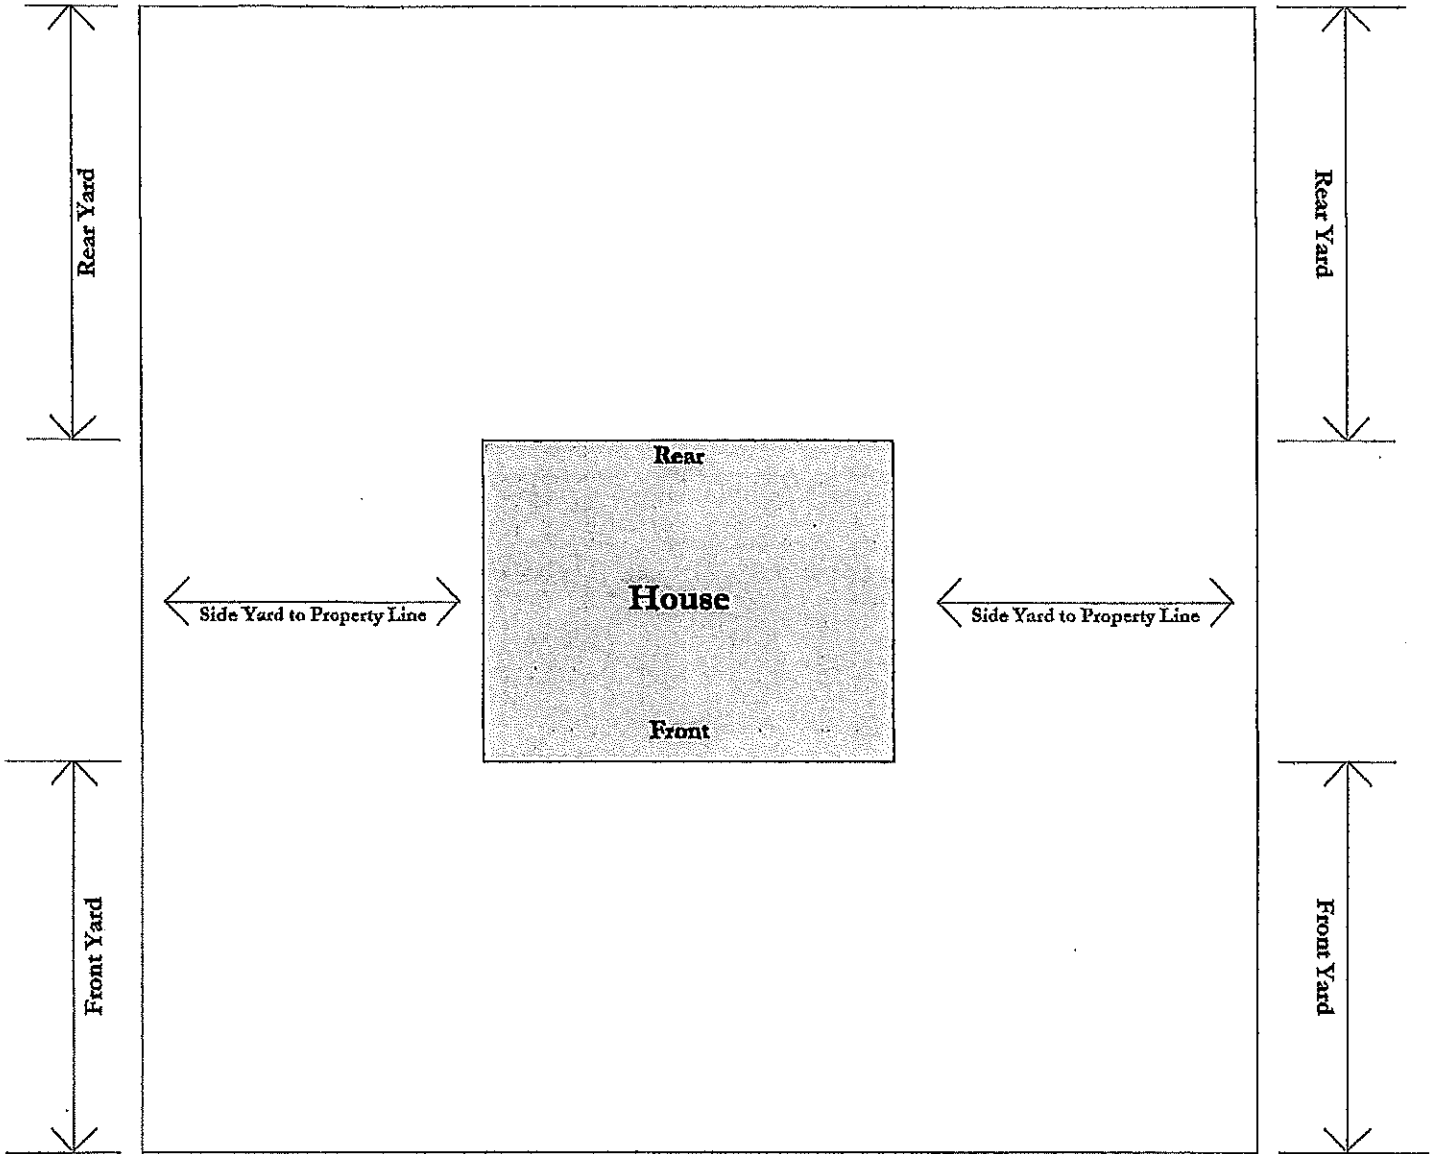 Rear Yard
Rear Yard
Rear
House
Side Yard to Property Line
Side Yard to Property Line
Front
Front Yard
Front Yard